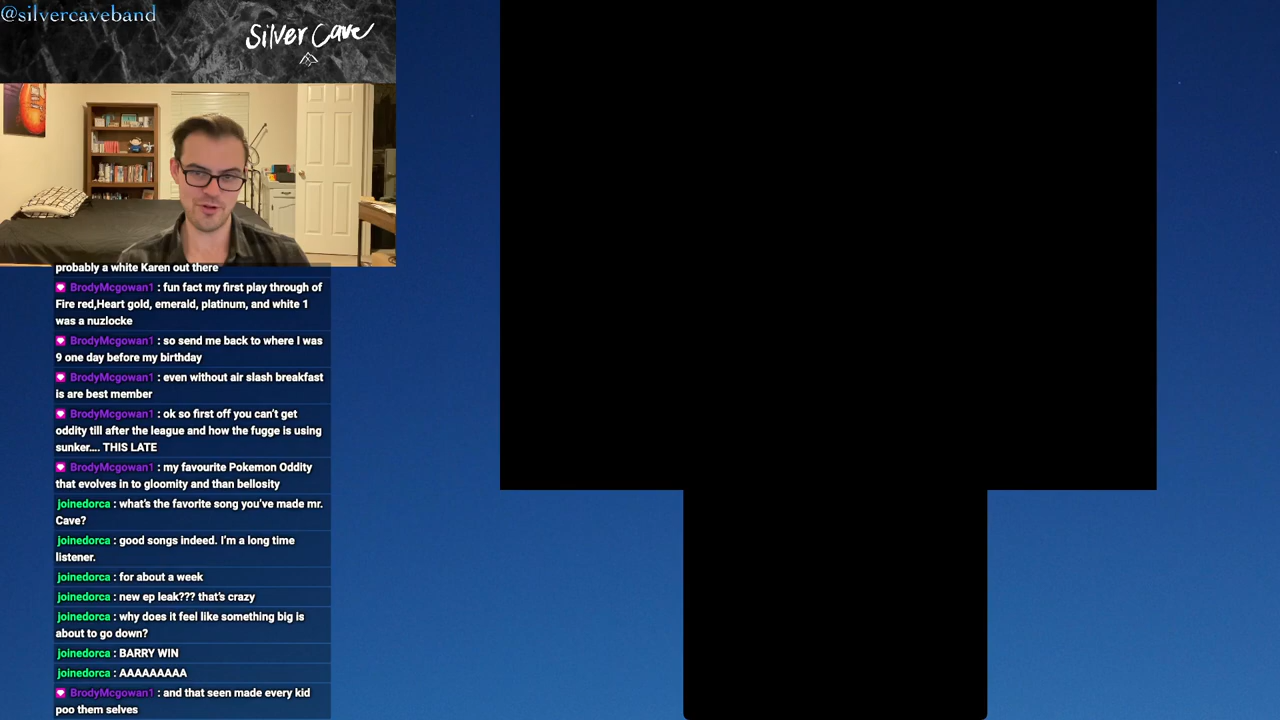 @silvercaveband
Silver Cave
probably a white Karen out there
BrodyMcgowan1 : fun fact my first play through of
Fire red,Heart gold, emerald, platinum, and white 1
was a nuzlocke
BrodyMcgowan1 : so send me back to where I was
9 one day before my birthday
BrodyMcgowan1 : even without air slash breakfast
is are best member
BrodyMcgowan1 : ok so first off you can't get
oddity till after the league and how the fugge is using
sunker.... THIS LATE
BrodyMcgowan1 : my favourite Pokemon Oddity
that evolves in to gloomity and than bellosity
joinedorca : what's the favorite song you've made mr.
Cave?
joinedorca : good songs indeed. I'm a long time
listener.
joinedorca : for about a week
joinedorca : new ep leak??? that's crazy
joinedorca : why does it feel like something big is
about to go down?
joinedorca : BARRY WIN
joinedorca : AAAAAAAAA
BrodyMcgowan1 : and that seen made every kid
poo them selves